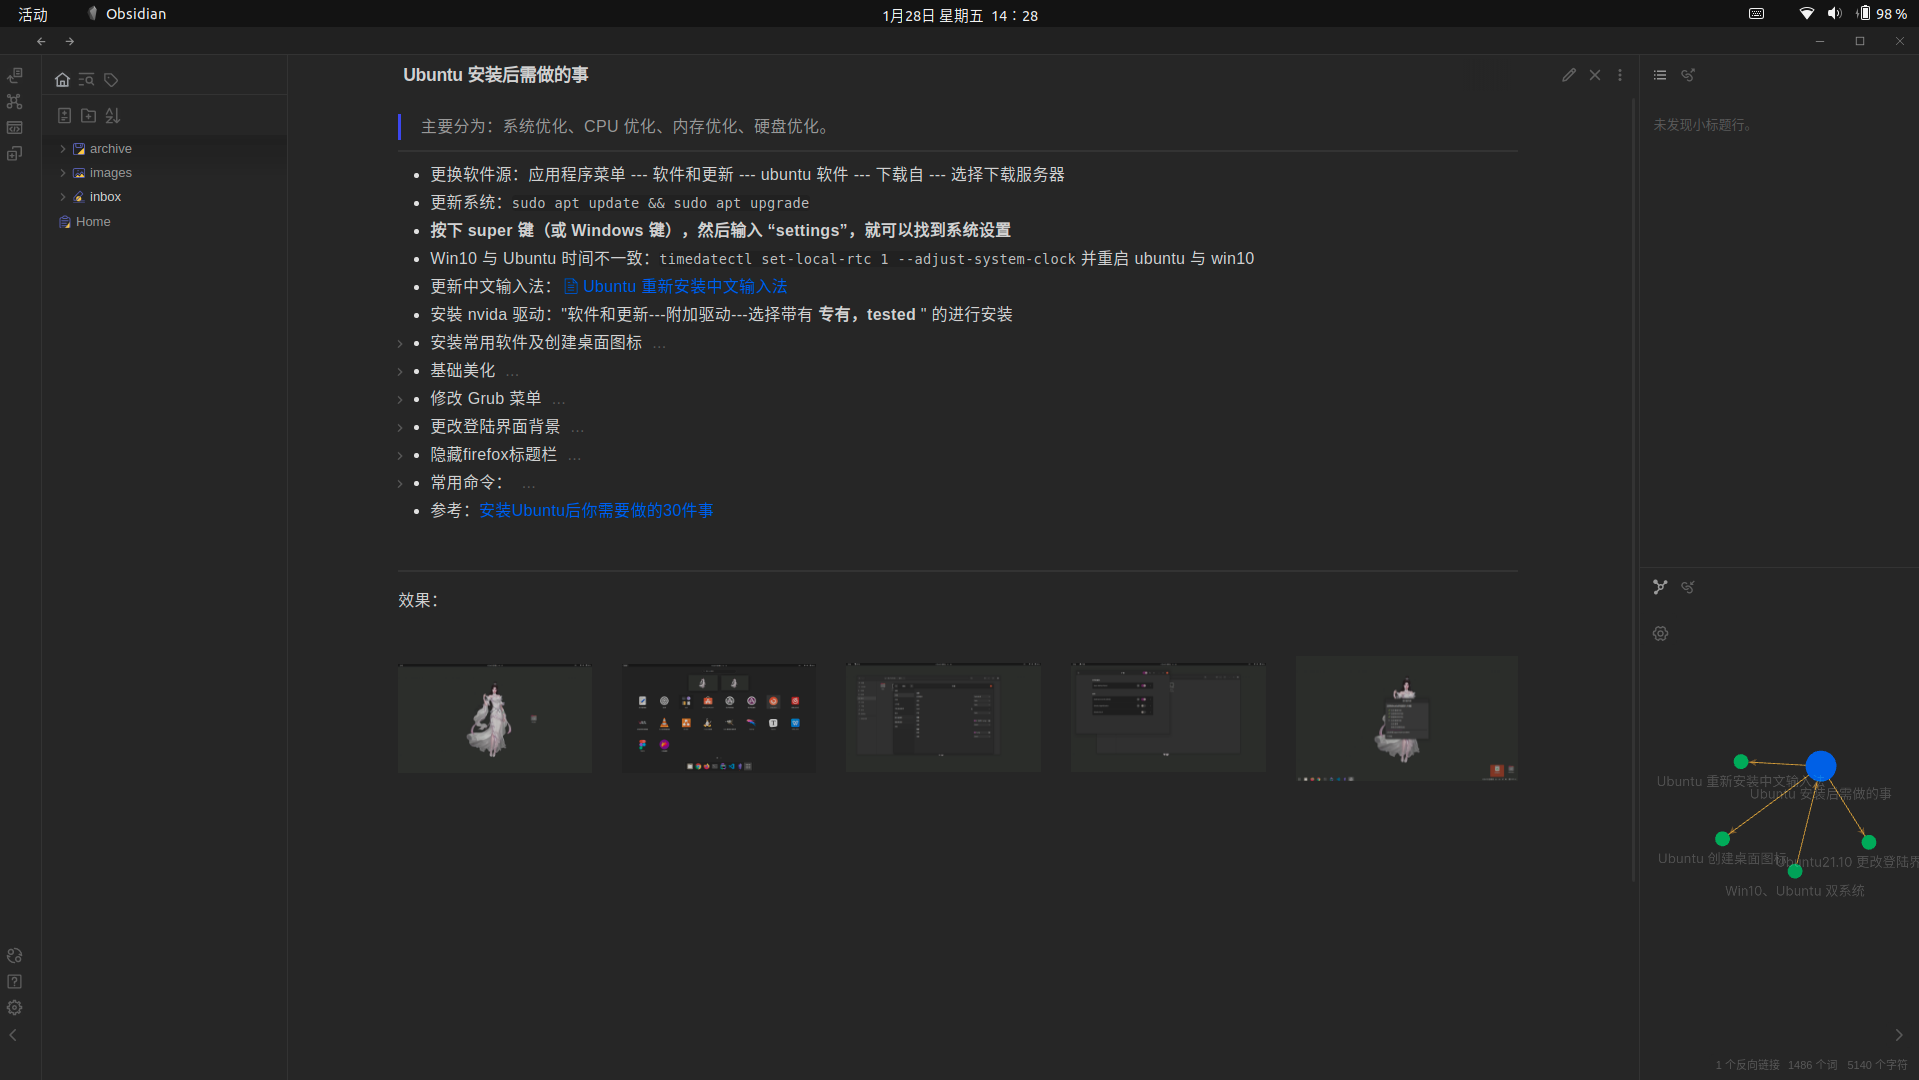 活动 Obsidian 1月28日 星期五 14：28 98 %
Ubuntu 安装后需做的事
archive
images
inbox
Home
主要分为：系统优化、CPU 优化、内存优化、硬盘优化。
更换软件源：应用程序菜单 --- 软件和更新 --- ubuntu 软件 --- 下载自 --- 选择下载服务器
更新系统：sudo apt update && sudo apt upgrade
按下 super 键（或 Windows 键），然后输入 “settings”，就可以找到系统设置
Win10 与 Ubuntu 时间不一致：timedatectl set-local-rtc 1 --adjust-system-clock 并重启 ubuntu 与 win10
更新中文输入法：Ubuntu 重新安装中文输入法
安装 nvida 驱动："软件和更新---附加驱动---选择带有 专有，tested " 的进行安装
安装常用软件及创建桌面图标 ...
基础美化 ...
修改 Grub 菜单 ...
更改登陆界面背景 ...
隐藏firefox标题栏 ...
常用命令： ...
参考：安装Ubuntu后你需要做的30件事
效果：
未发现小标题行。
Ubuntu 重新安装中文输入法
Ubuntu 安装后需做的事
Ubuntu 创建桌面图标
Ubuntu21.10 更改登陆界
Win10、Ubuntu 双系统
1 个反向链接 1486 个词 5140 个字符